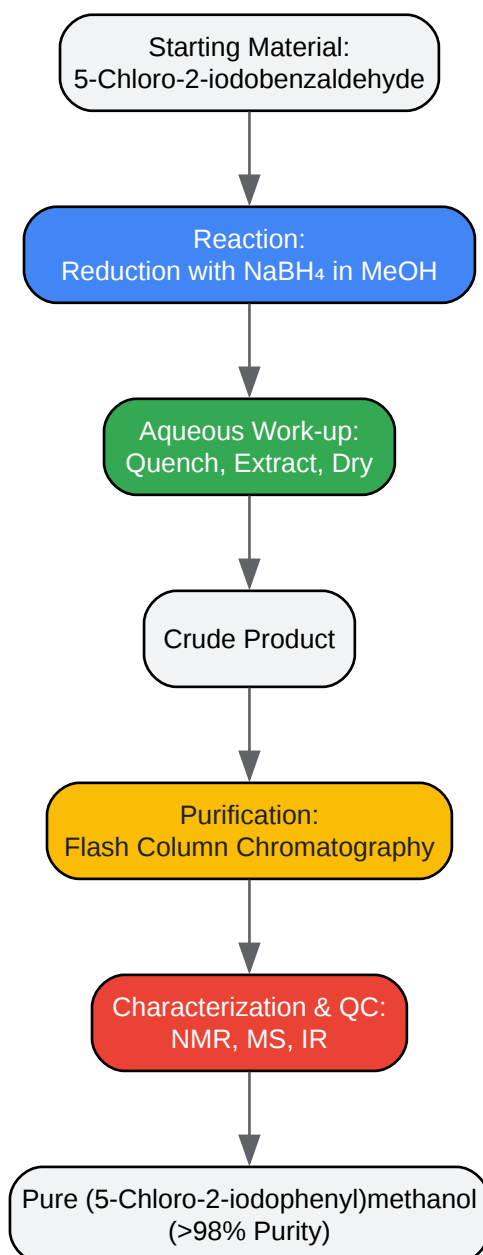 Starting Material:
5-Chloro-2-iodobenzaldehyde
Reaction:
Reduction with NaBH₄ in MeOH
Aqueous Work-up:
Quench, Extract, Dry
Crude Product
Purification:
Flash Column Chromatography
Characterization & QC:
NMR, MS, IR
Pure (5-Chloro-2-iodophenyl)methanol
(>98% Purity)